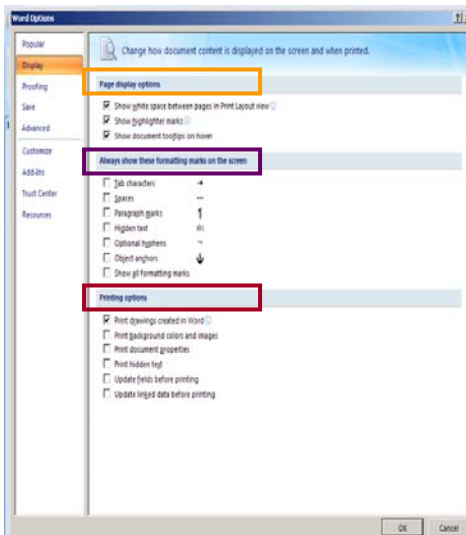 Word Options
Popular
Display
Proofing
Save
Advanced
Customize
Add-Ins
Trust Center
Resources
Change how document content is displayed on the screen and when printed.
Page display options
Show white space between pages in Print Layout view
Show highlighter marks
Show document tooltips on hover
Always show these formatting marks on the screen
Tab characters →
Spaces ···
Paragraph marks ¶
Hidden text abc
Optional hyphens ¬
Object anchors
Show all formatting marks
Printing options
Print drawings created in Word
Print background colors and images
Print document properties
Print hidden text
Update fields before printing
Update linked data before printing
OK Cancel